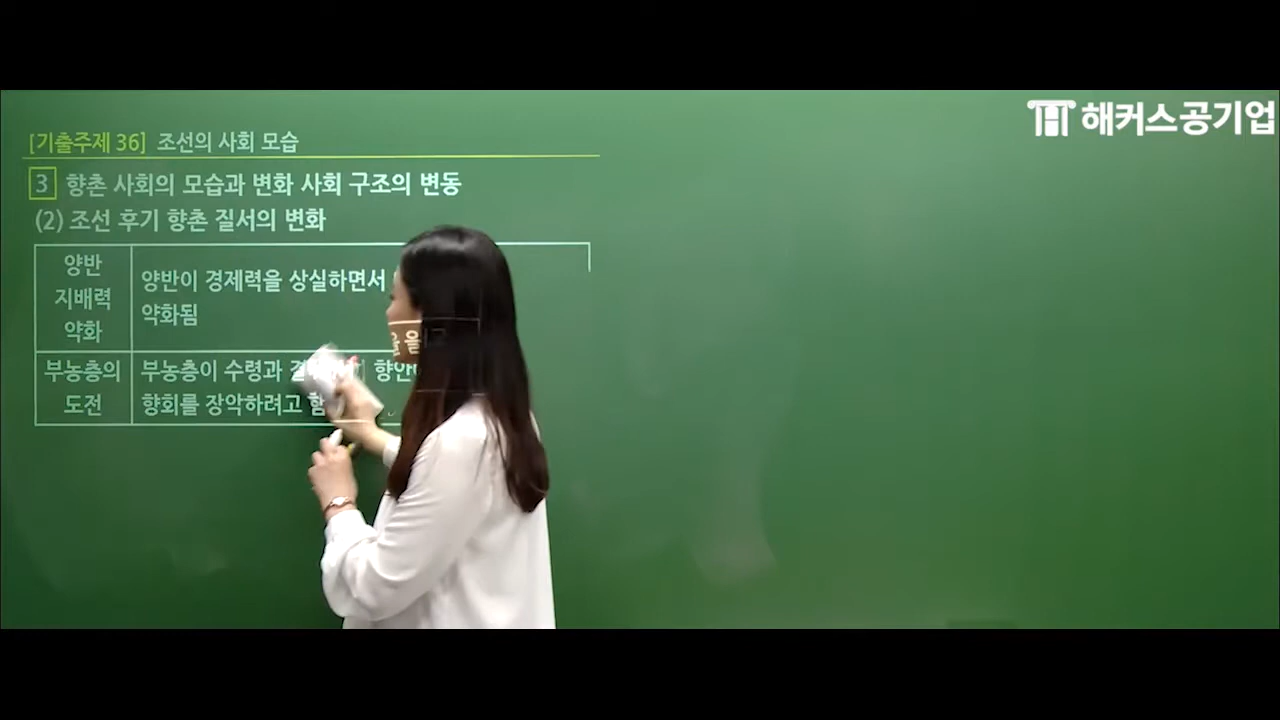 해커스공기업
[기출주제 36] 조선의 사회 모습
3 향촌 사회의 모습과 변화 사회 구조의 변동
(2) 조선 후기 향촌 질서의 변화
양반
지배력
약화
양반이 경제력을 상실하면서
약화됨
부농층의
도전
부농층이 수령과
향회를 장악하려고